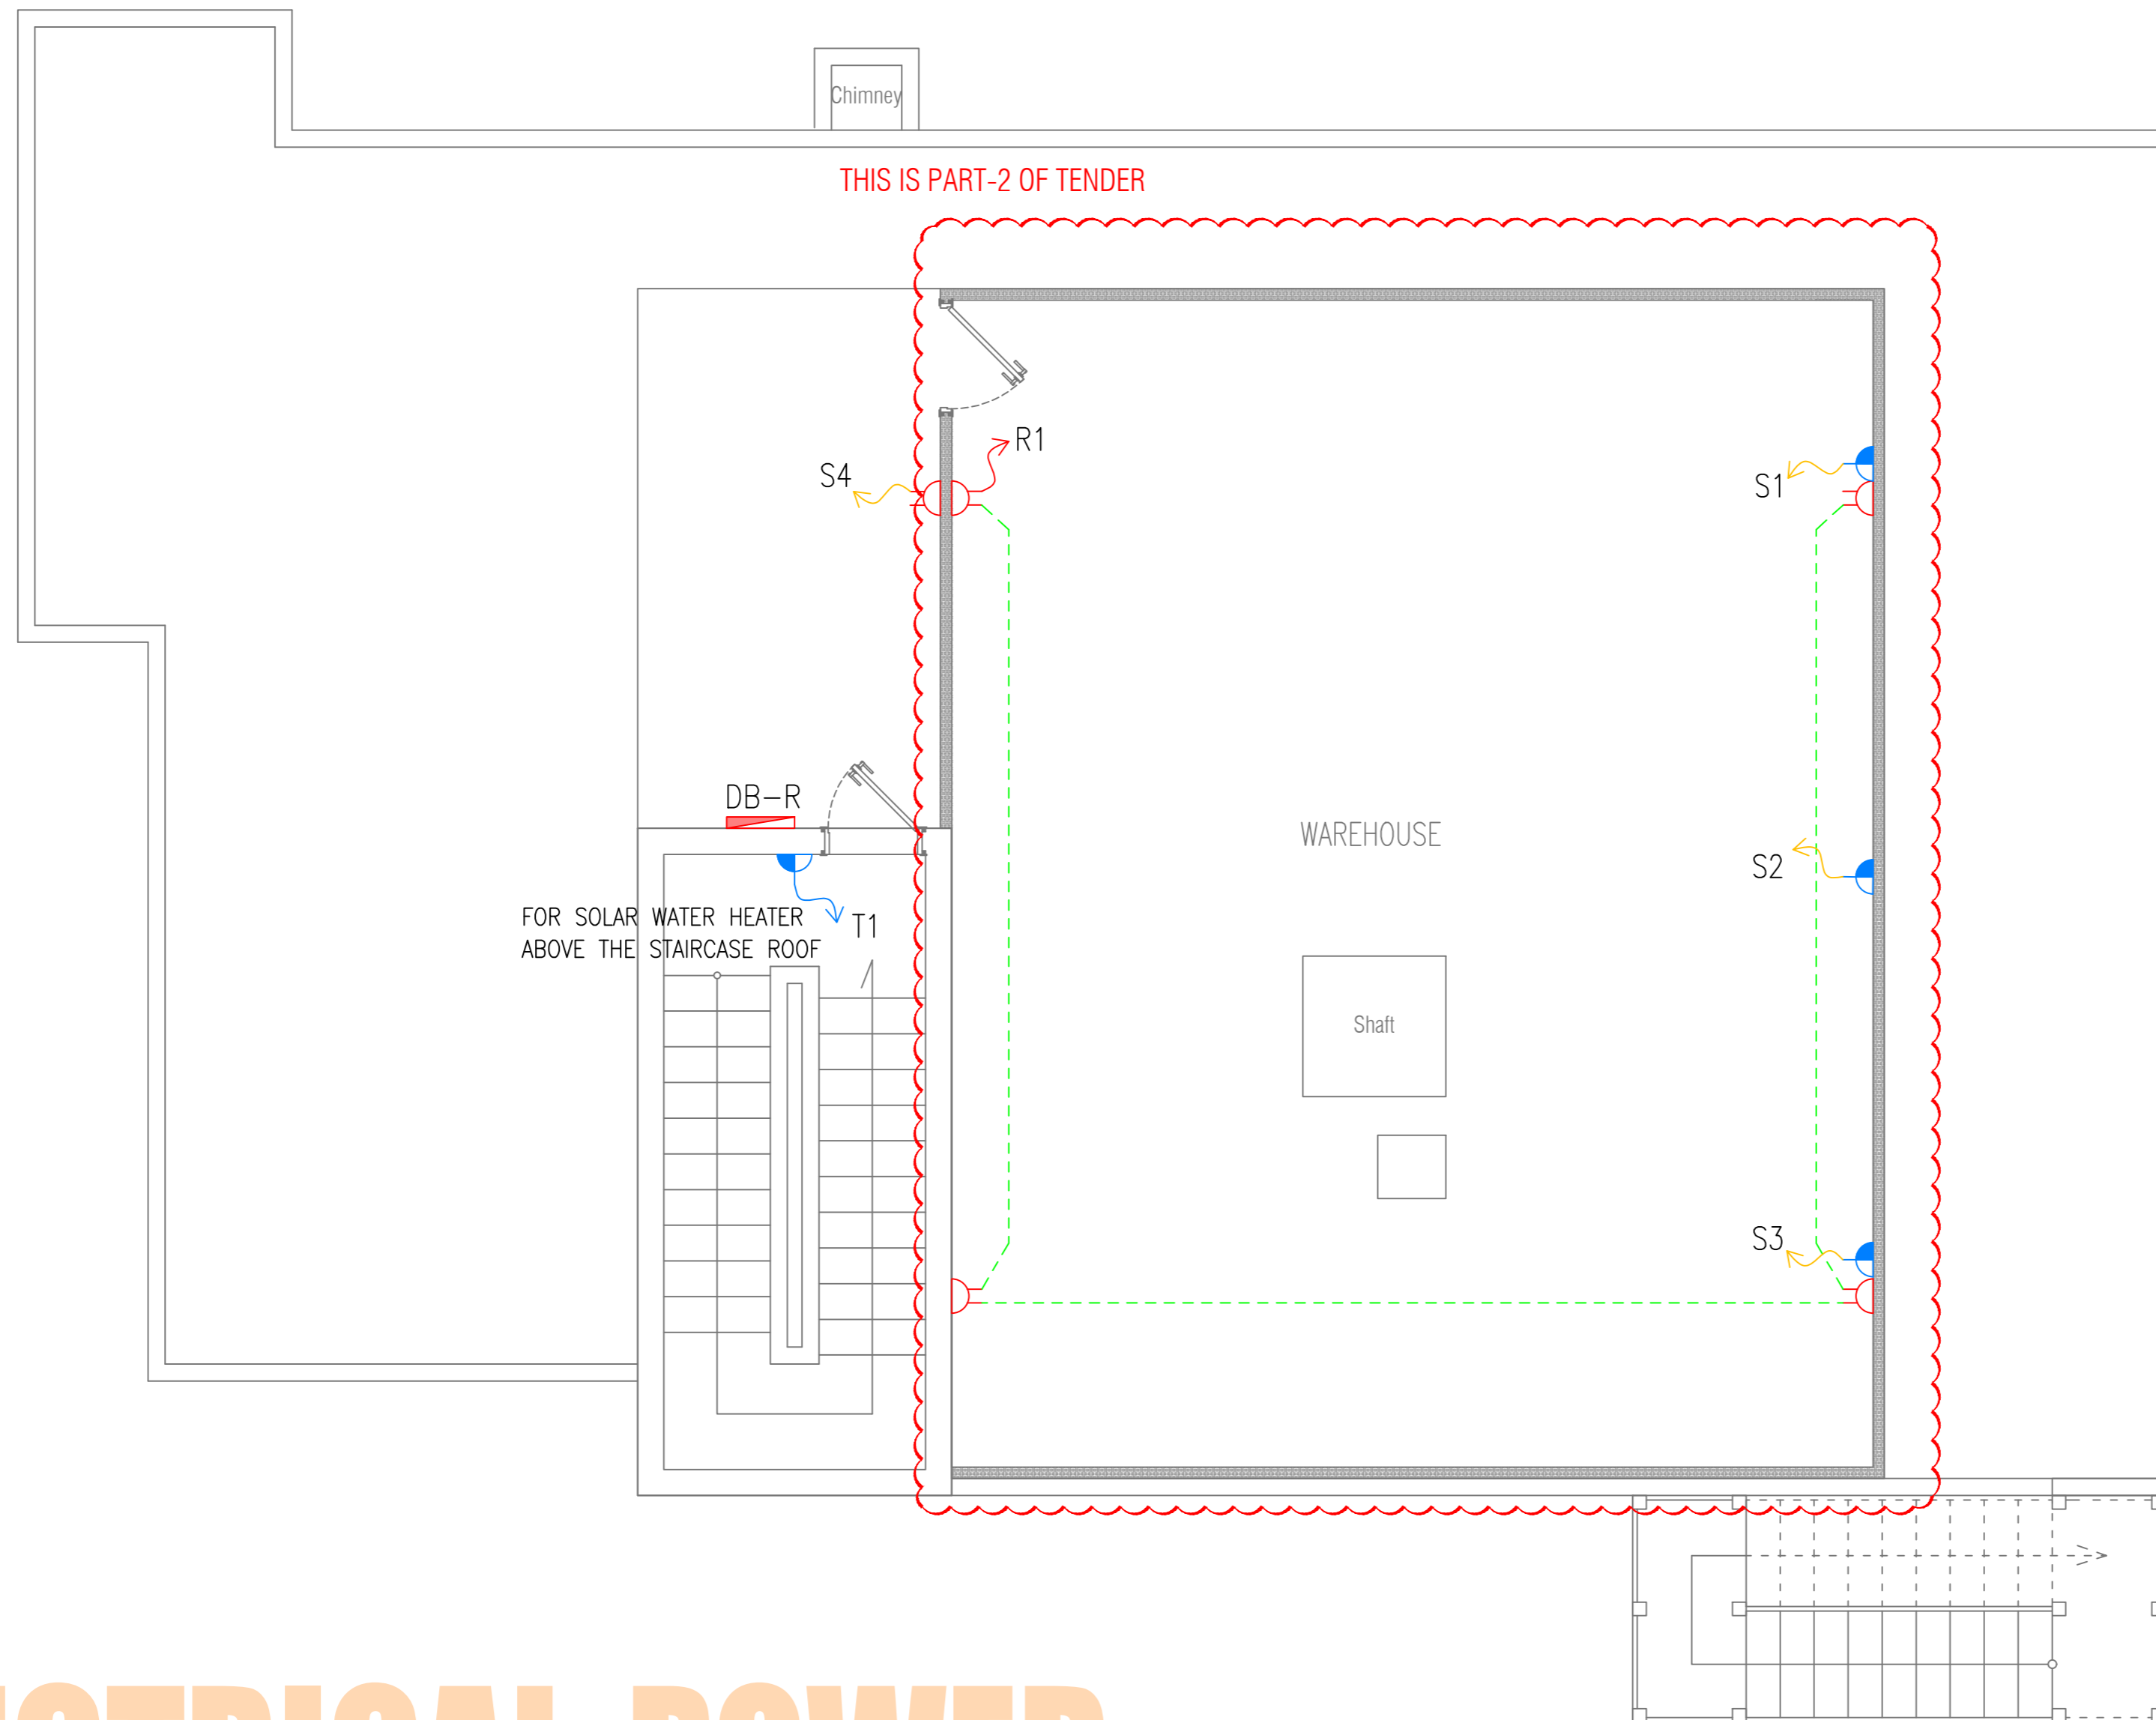 Chimney
THIS IS PART-2 OF TENDER
R1
S4
S1
DB-R
WAREHOUSE
S2
FOR SOLAR WATER HEATER
ABOVE THE STAIRCASE ROOF
T1
Shaft
S3